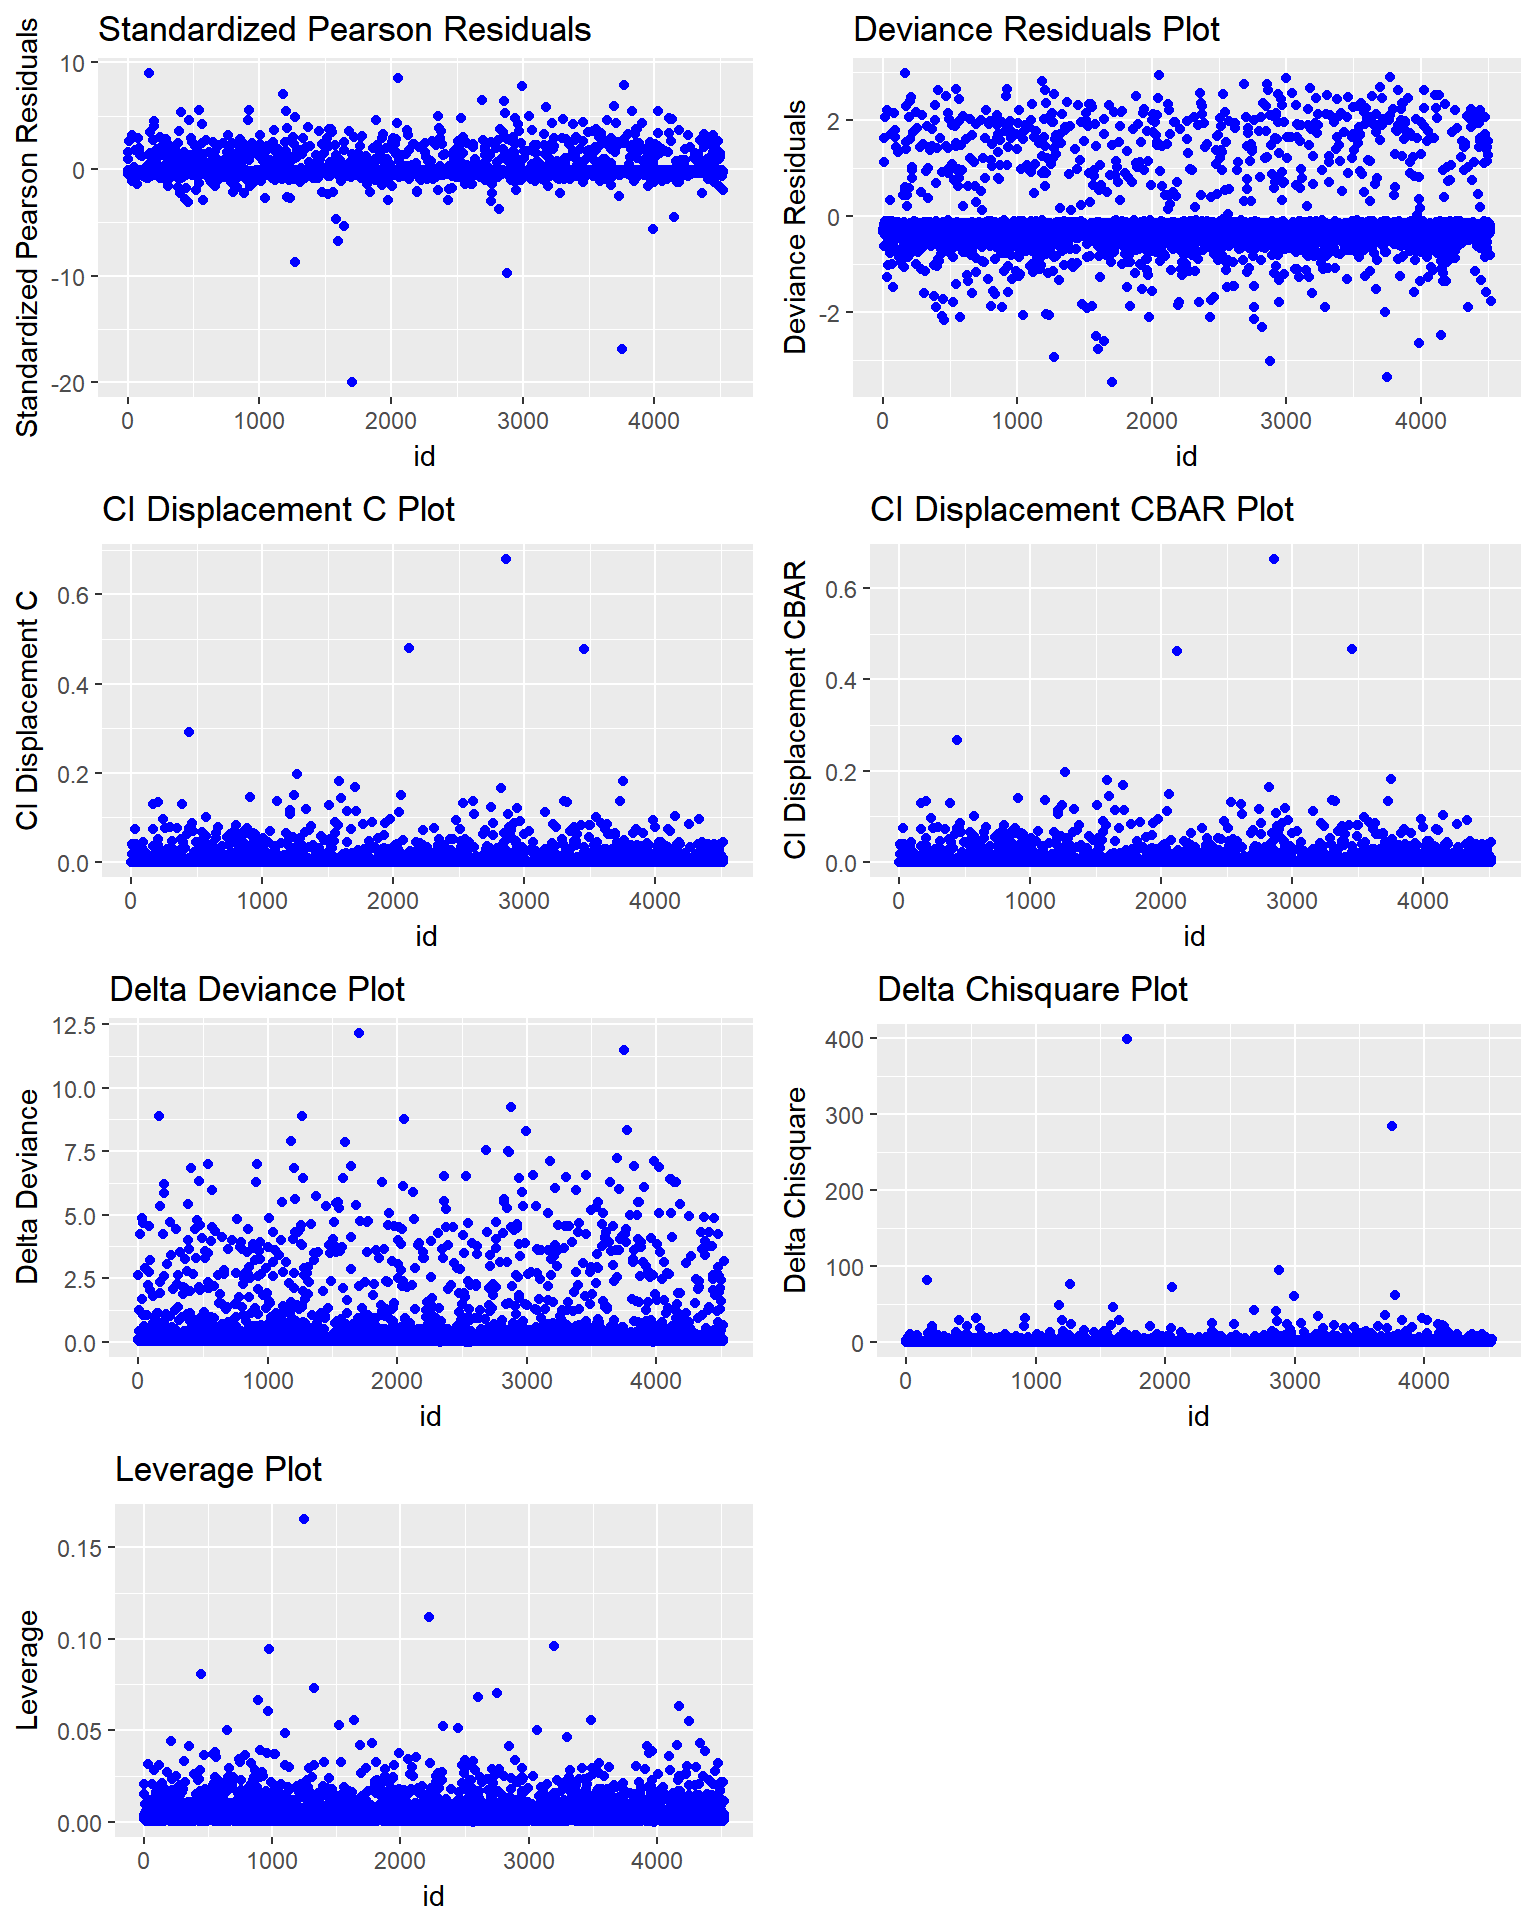 Standardized Pearson Residuals
Standardized Pearson Residuals
10
0
-10
-20
0 1000 2000 3000 4000
id
Deviance Residuals Plot
Deviance Residuals
2
0
-2
0 1000 2000 3000 4000
id
CI Displacement C Plot
CI Displacement C
0.6
0.4
0.2
0.0
0 1000 2000 3000 4000
id
CI Displacement CBAR Plot
CI Displacement CBAR
0.6
0.4
0.2
0.0
0 1000 2000 3000 4000
id
Delta Deviance Plot
Delta Deviance
12.5
10.0
7.5
5.0
2.5
0.0
0 1000 2000 3000 4000
id
Delta Chisquare Plot
Delta Chisquare
400
300
200
100
0
0 1000 2000 3000 4000
id
Leverage Plot
Leverage
0.15
0.10
0.05
0.00
0 1000 2000 3000 4000
id